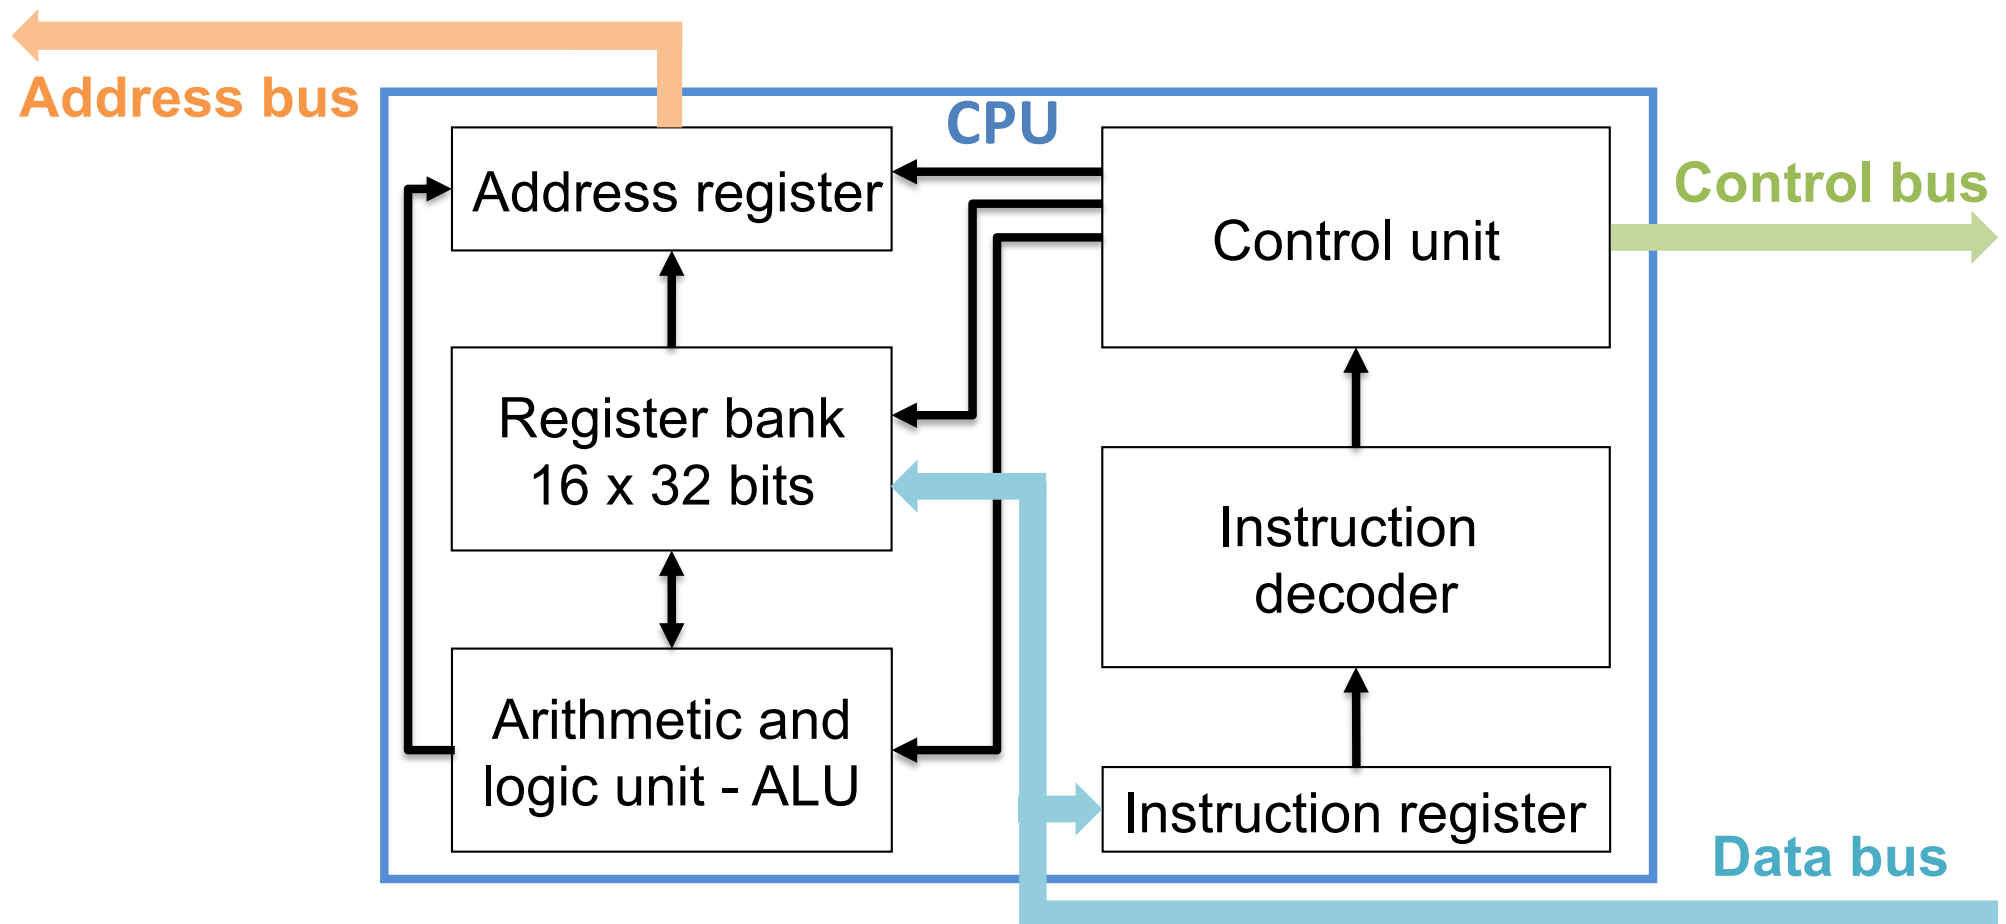 Address bus
CPU
Address register
Control unit
Control bus
Register bank
16 x 32 bits
Instruction
decoder
Arithmetic and
logic unit - ALU
Instruction register
Data bus